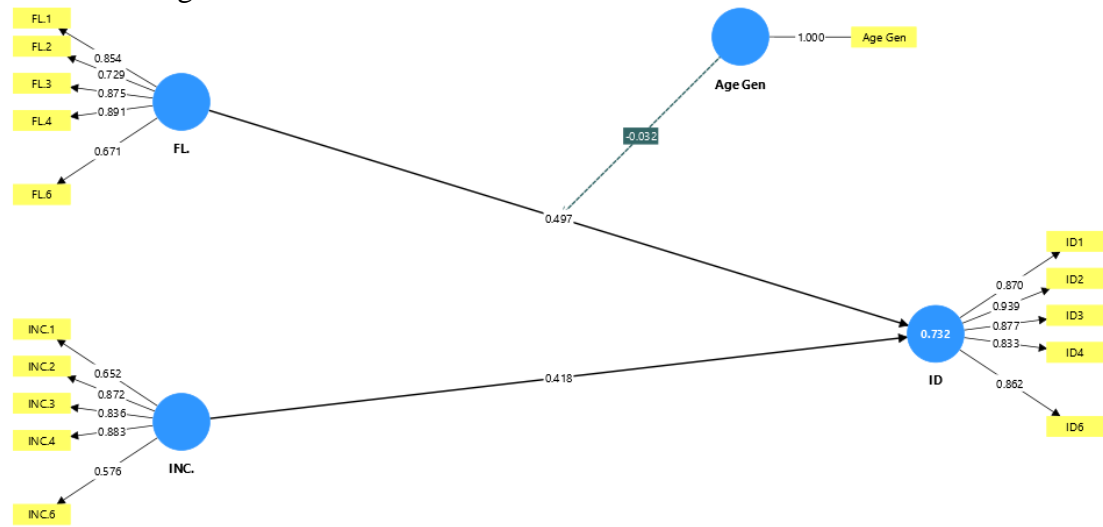 FL.1
FL.2
FL.3
FL.4
FL.6
0.854
0.729
0.875
0.891
0.671
FL.
Age Gen
1.000
Age Gen
-0.032
0.497
INC.1
INC.2
INC.3
INC.4
INC.6
0.652
0.872
0.836
0.883
0.576
INC.
0.418
0.732
ID
0.870
0.939
0.877
0.833
0.862
ID1
ID2
ID3
ID4
ID6